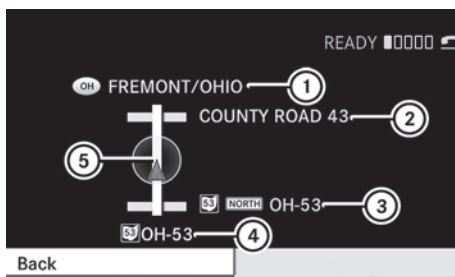 READY
OH FREMONT/OHIO 1
COUNTY ROAD 43 2
5
53 NORTH OH-53 3
53 OH-53 4
Back